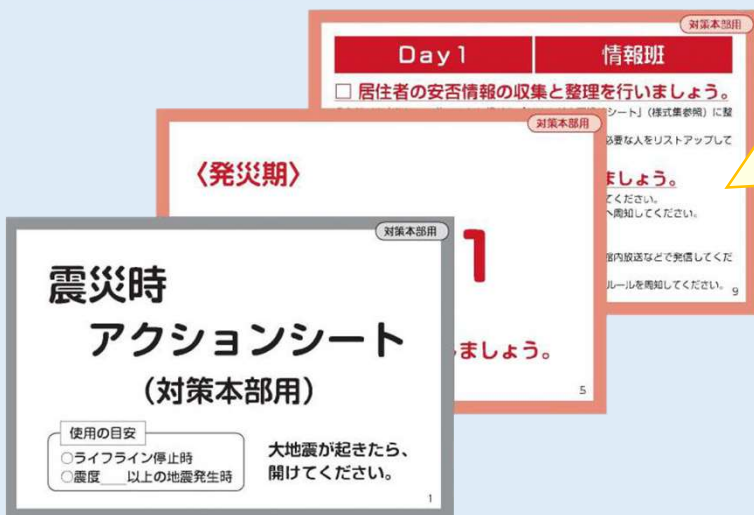 対策本部用
Day1
情報班
□ 居住者の安否情報の収集と整理を行いましょう。
シート」(様式集参照)に整
必要な人をリストアップして
ましょう。
てください。
へ周知してください。
館内放送などで発信してくだ
ルールを周知してください。
9
対策本部用
〈発災期〉
1
ましょう。
5
対策本部用
震災時
アクションシート
(対策本部用)
使用の目安
○ライフライン停止時
○震度__以上の地震発生時
大地震が起きたら、
開けてください。
1